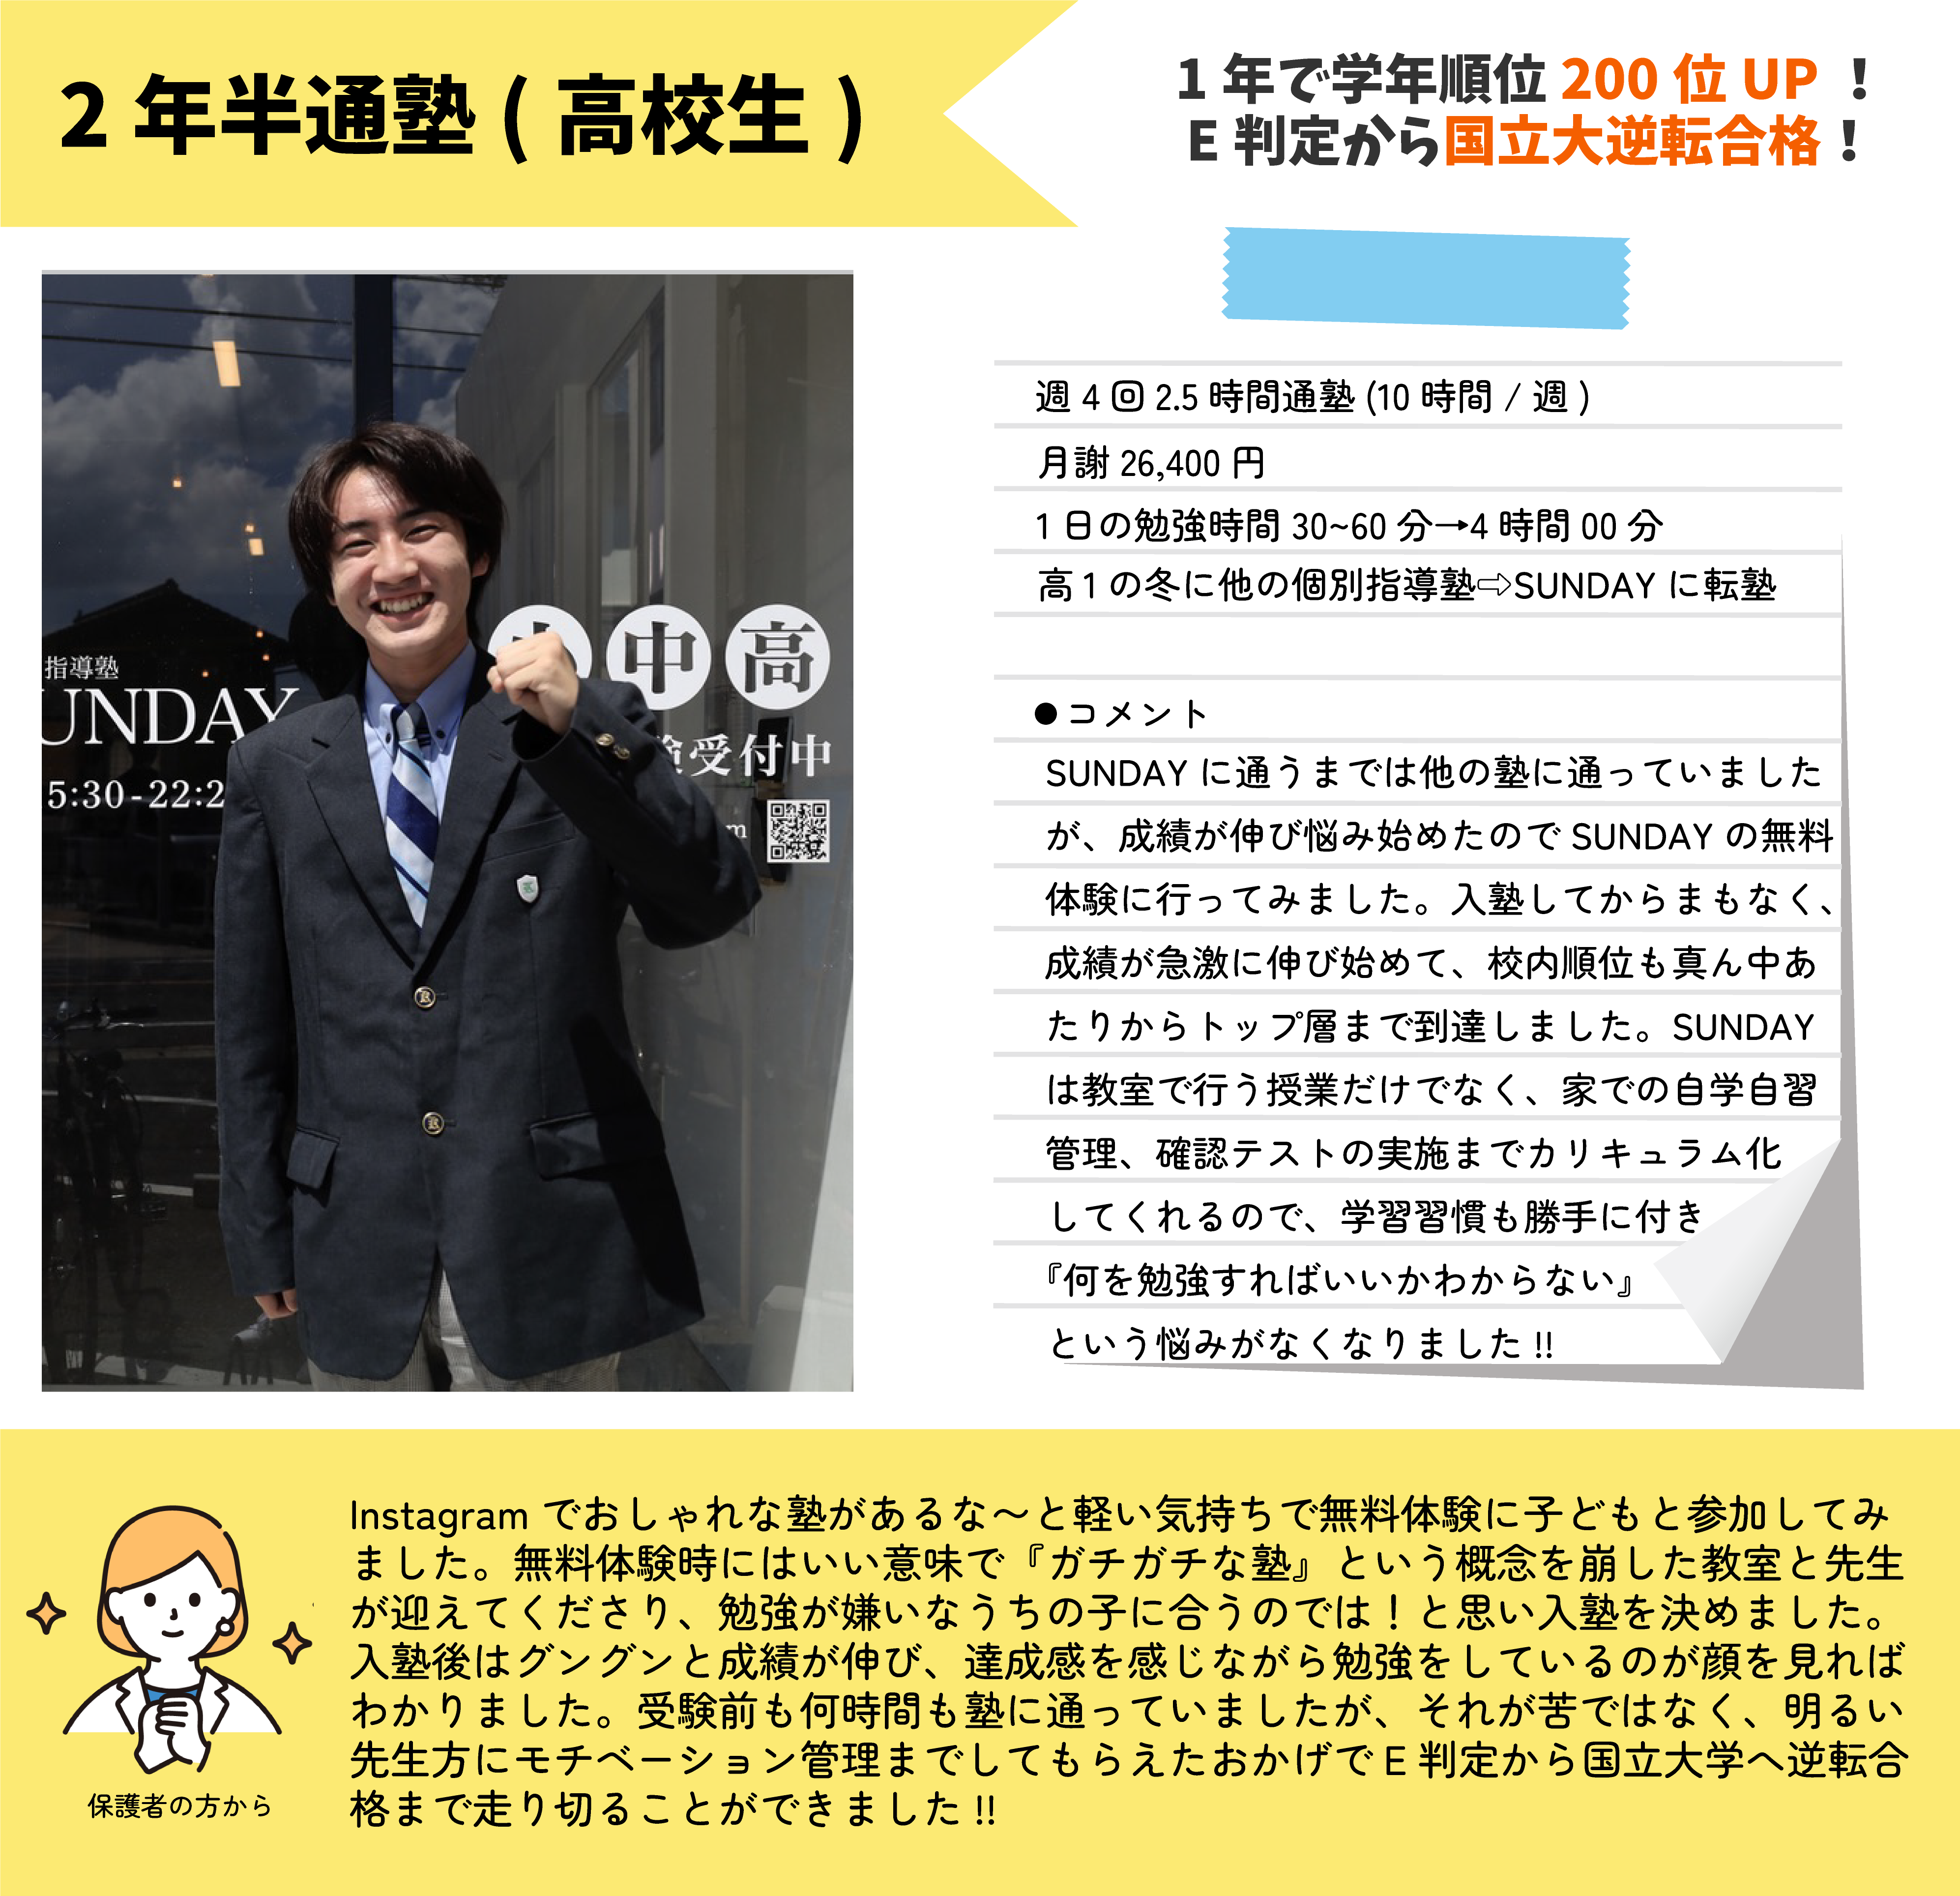 2 年半通塾 ( 高校生 )
1 年で学年順位 200 位 UP ！
E 判定から国立大逆転合格！
指導塾
UNDAY
5:30-22:2
中 高
受付中
m
週 4 回 2.5 時間通塾 (10 時間 / 週 )
月謝 26,400 円
1 日の勉強時間 30~60 分→4 時間 00 分
高 1 の冬に他の個別指導塾⇨SUNDAY に転塾
●コメント
SUNDAY に通うまでは他の塾に通っていました
が、成績が伸び悩み始めたので SUNDAY の無料
体験に行ってみました。入塾してからまもなく、
成績が急激に伸び始めて、校内順位も真ん中あ
たりからトップ層まで到達しました。SUNDAY
は教室で行う授業だけでなく、家での自学自習
管理、確認テストの実施までカリキュラム化
してくれるので、学習習慣も勝手に付き
『何を勉強すればいいかわからない』
という悩みがなくなりました !!
Instagram でおしゃれな塾があるな〜と軽い気持ちで無料体験に子どもと参加してみ
ました。無料体験時にはいい意味で『ガチガチな塾』という概念を崩した教室と先生
が迎えてくださり、勉強が嫌いなうちの子に合うのでは！と思い入塾を決めました。
入塾後はグングンと成績が伸び、達成感を感じながら勉強をしているのが顔を見れば
わかりました。受験前も何時間も塾に通っていましたが、それが苦ではなく、明るい
先生方にモチベーション管理までしてもらえたおかげで E 判定から国立大学へ逆転合
格まで走り切ることができました !!
保護者の方から